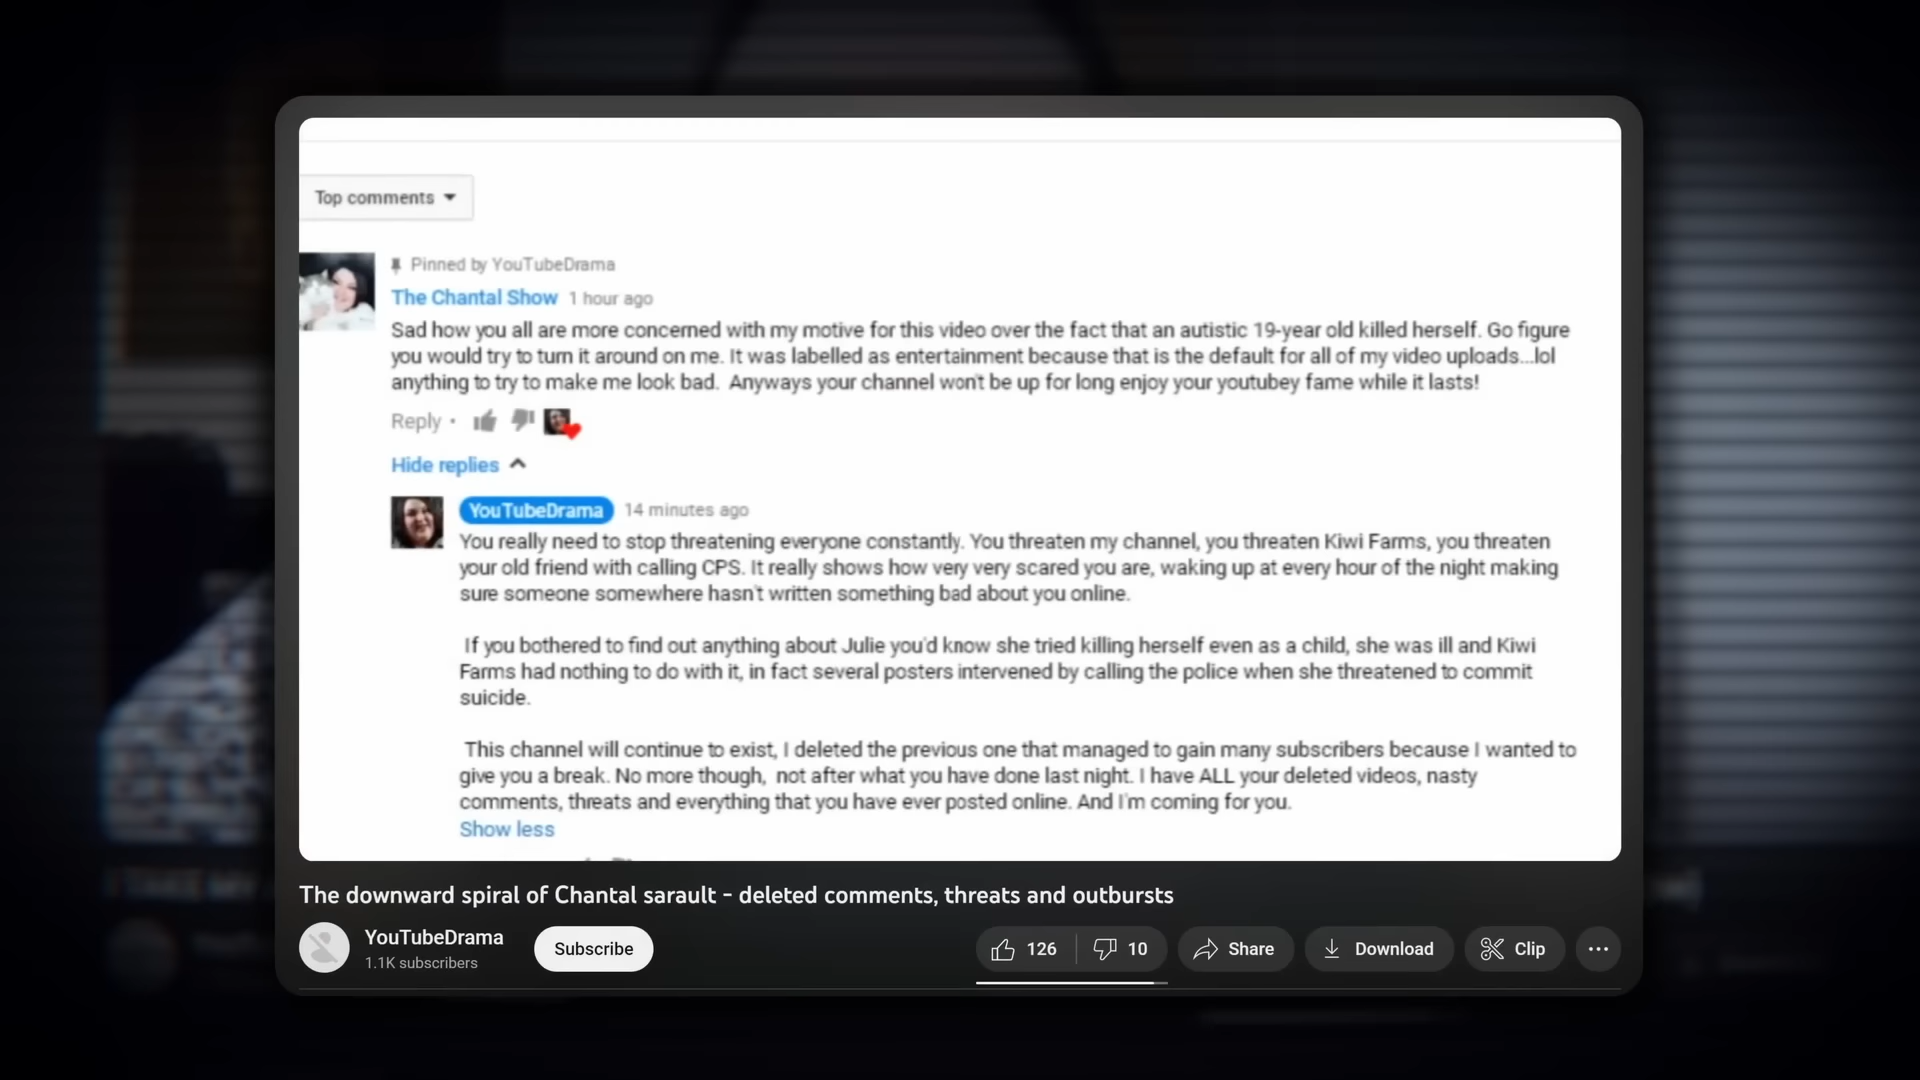 Top comments
Pinned by YouTubeDrama
The Chantal Show 1 hour ago
Sad how you all are more concerned with my motive for this video over the fact that an autistic 19-year old killed herself. Go figure
you would try to turn it around on me. It was labelled as entertainment because that is the default for all of my video uploads...lol
anything to try to make me look bad. Anyways your channel won't be up for long enjoy your youtubey fame while it lasts!
Reply •
Hide replies
YouTubeDrama 14 minutes ago
You really need to stop threatening everyone constantly. You threaten my channel, you threaten Kiwi Farms, you threaten
your old friend with calling CPS. It really shows how very very scared you are, waking up at every hour of the night making
sure someone somewhere hasn't written something bad about you online.
If you bothered to find out anything about Julie you'd know she tried killing herself even as a child, she was ill and Kiwi
Farms had nothing to do with it, in fact several posters intervened by calling the police when she threatened to commit
suicide.
This channel will continue to exist, I deleted the previous one that managed to gain many subscribers because I wanted to
give you a break. No more though, not after what you have done last night. I have ALL your deleted videos, nasty
comments, threats and everything that you have ever posted online. And I'm coming for you.
Show less
The downward spiral of Chantal sarault - deleted comments, threats and outbursts
YouTubeDrama
1.1K subscribers
Subscribe
126
10
Share
Download
Clip